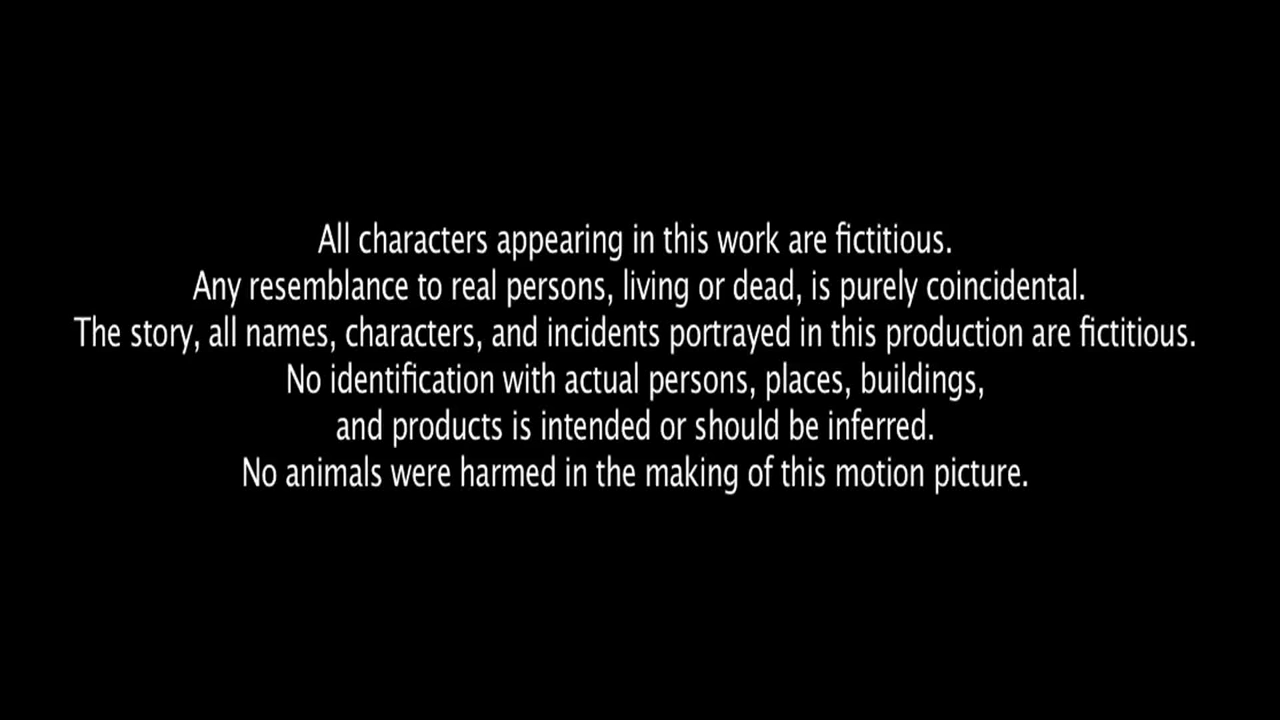 All characters appearing in this work are fictitious.
Any resemblance to real persons, living or dead, is purely coincidental.
The story, all names, characters, and incidents portrayed in this production are fictitious.
No identification with actual persons, places, buildings,
and products is intended or should be inferred.
No animals were harmed in the making of this motion picture.